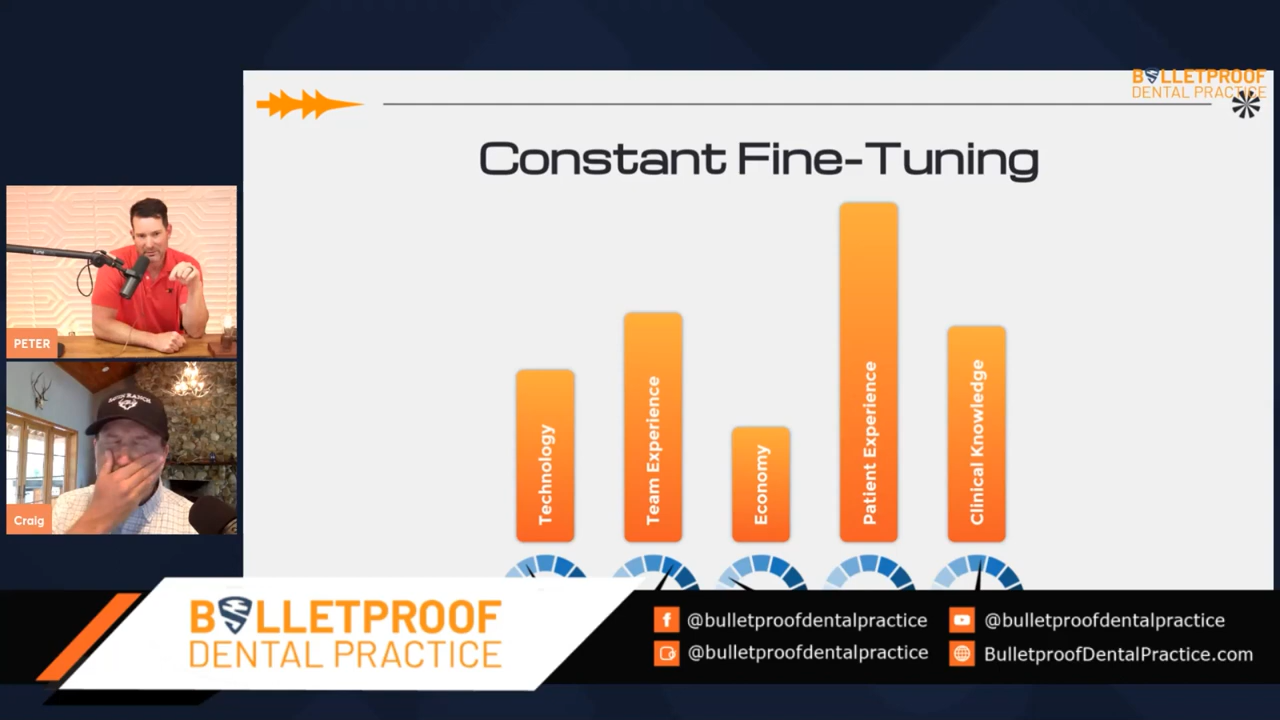 BULLETPROOF
DENTAL PRACTICE
Constant Fine-Tuning
Technology
Team Experience
Economy
Patient Experience
Clinical Knowledge
PETER
Craig
BULLETPROOF
DENTAL PRACTICE
@bulletproofdentalpractice
@bulletproofdentalpractice
@bulletproofdentalpractice
BulletproofDentalPractice.com